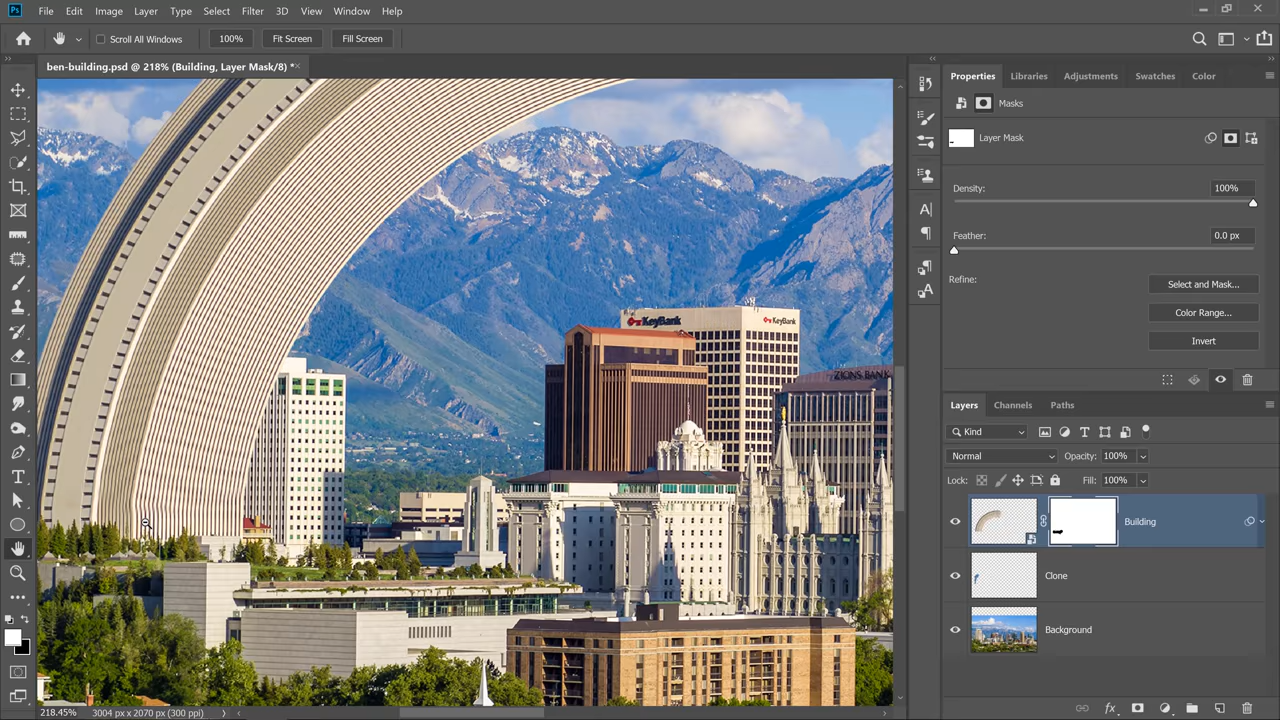 Ps File Edit Image Layer Type Select Filter 3D View Window Help
Scroll All Windows 100% Fit Screen Fill Screen
ben-building.psd @ 218% (Building, Layer Mask/8) *
Properties Libraries Adjustments Swatches Color
Masks
Layer Mask
Density: 100%
Feather: 0.0 px
Refine:
Select and Mask...
Color Range...
Invert
KeyBank KeyBank
ZIONS BANK
Layers Channels Paths
Kind
Normal Opacity: 100%
Lock: Fill: 100%
Building
Clone
Background
218.45% 3004 px x 2070 px (300 ppi)